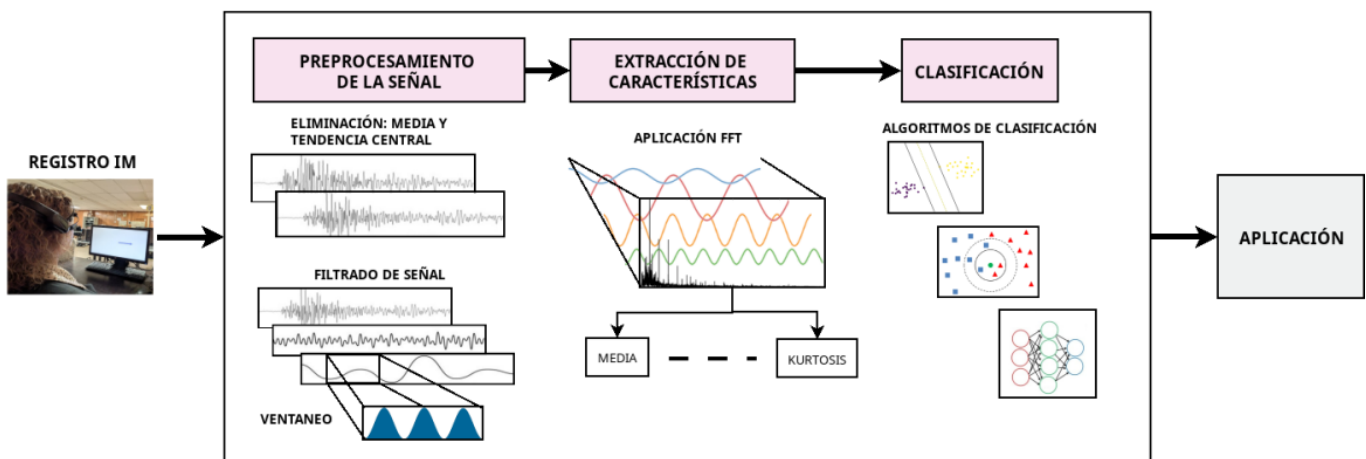 REGISTRO IM
PREPROCESAMIENTO
DE LA SEÑAL
ELIMINACIÓN: MEDIA Y
TENDENCIA CENTRAL
FILTRADO DE SEÑAL
VENTANEO
EXTRACCIÓN DE
CARACTERÍSTICAS
APLICACIÓN FFT
MEDIA
KURTOSIS
CLASIFICACIÓN
ALGORITMOS DE CLASIFICACIÓN
APLICACIÓN